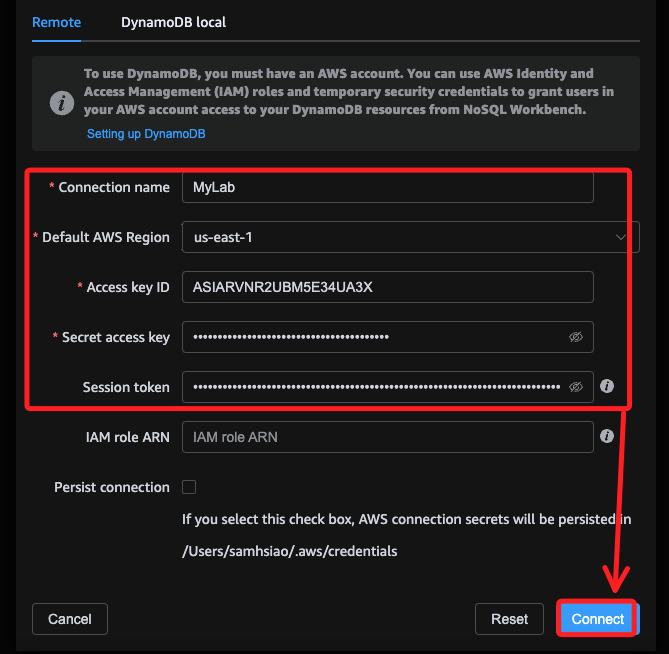 Remote DynamoDB local
To use DynamoDB, you must have an AWS account. You can use AWS Identity and
Access Management (IAM) roles and temporary security credentials to grant users in
your AWS account access to your DynamoDB resources from NoSQL Workbench.
Setting up DynamoDB
* Connection name MyLab
* Default AWS Region us-east-1
* Access key ID ASIARVNR2UBM5E34UA3X
* Secret access key
Session token
IAM role ARN IAM role ARN
Persist connection
If you select this check box, AWS connection secrets will be persisted in
/Users/samhsiao/.aws/credentials
Cancel Reset Connect